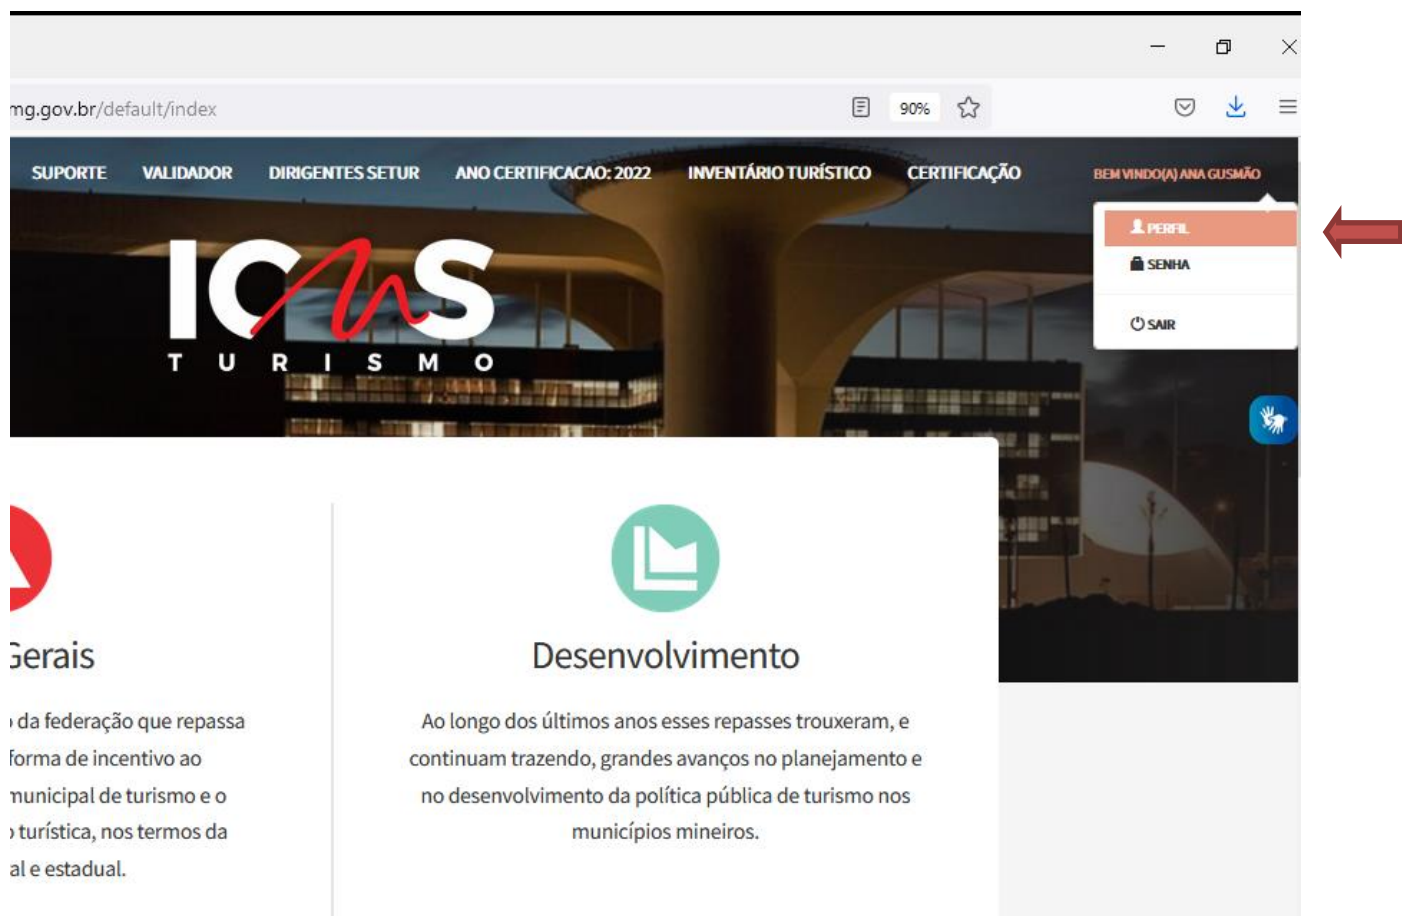 mg.gov.br/default/index
90%
SUPORTE VALIDADOR DIRIGENTES SETUR ANO CERTIFICACAO: 2022 INVENTÁRIO TURÍSTICO CERTIFICAÇÃO BEM VINDO(A) ANA GUSMÃO
PERFIL
SENHA
SAIR
ICMS
TURISMO
Gerais
da federação que repassa
forma de incentivo ao
municipal de turismo e o
turística, nos termos da
al e estadual.
Desenvolvimento
Ao longo dos últimos anos esses repasses trouxeram, e
continuam trazendo, grandes avanços no planejamento e
no desenvolvimento da política pública de turismo nos
municípios mineiros.